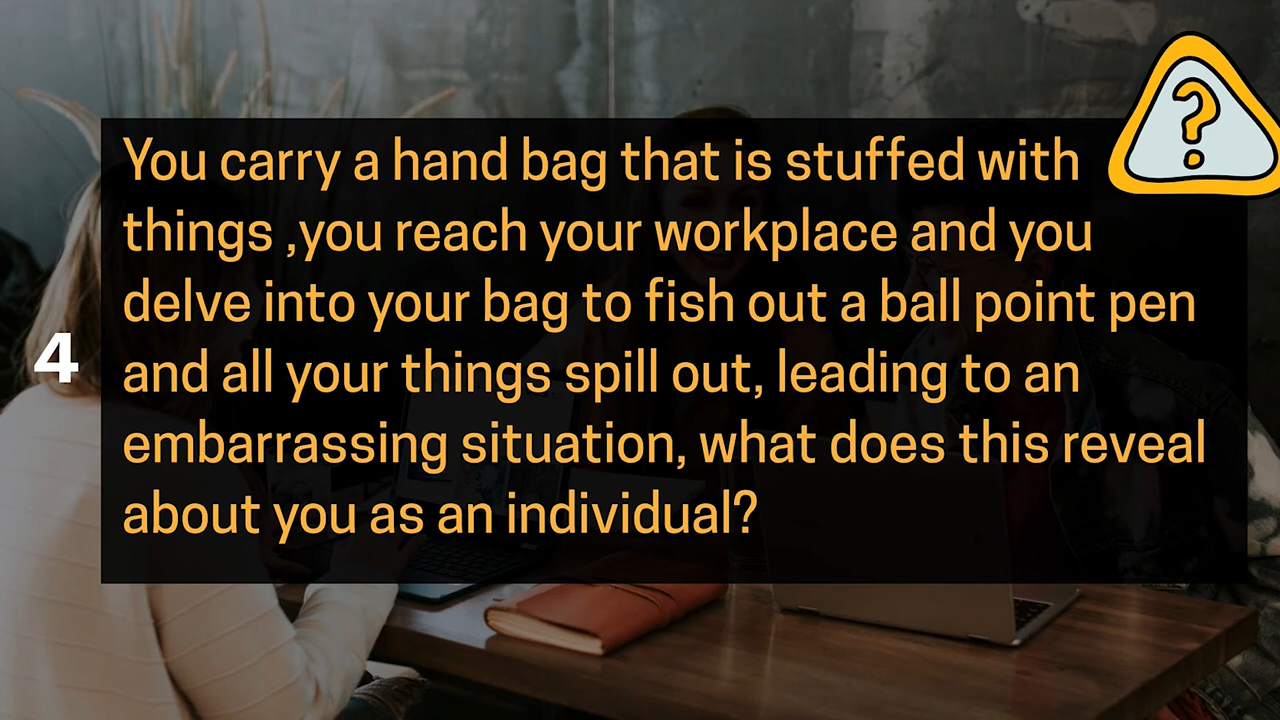 You carry a hand bag that is stuffed with
things ,you reach your workplace and you
delve into your bag to fish out a ball point pen
4
and all your things spill out, leading to an
embarrassing situation, what does this reveal
about you as an individual?
?